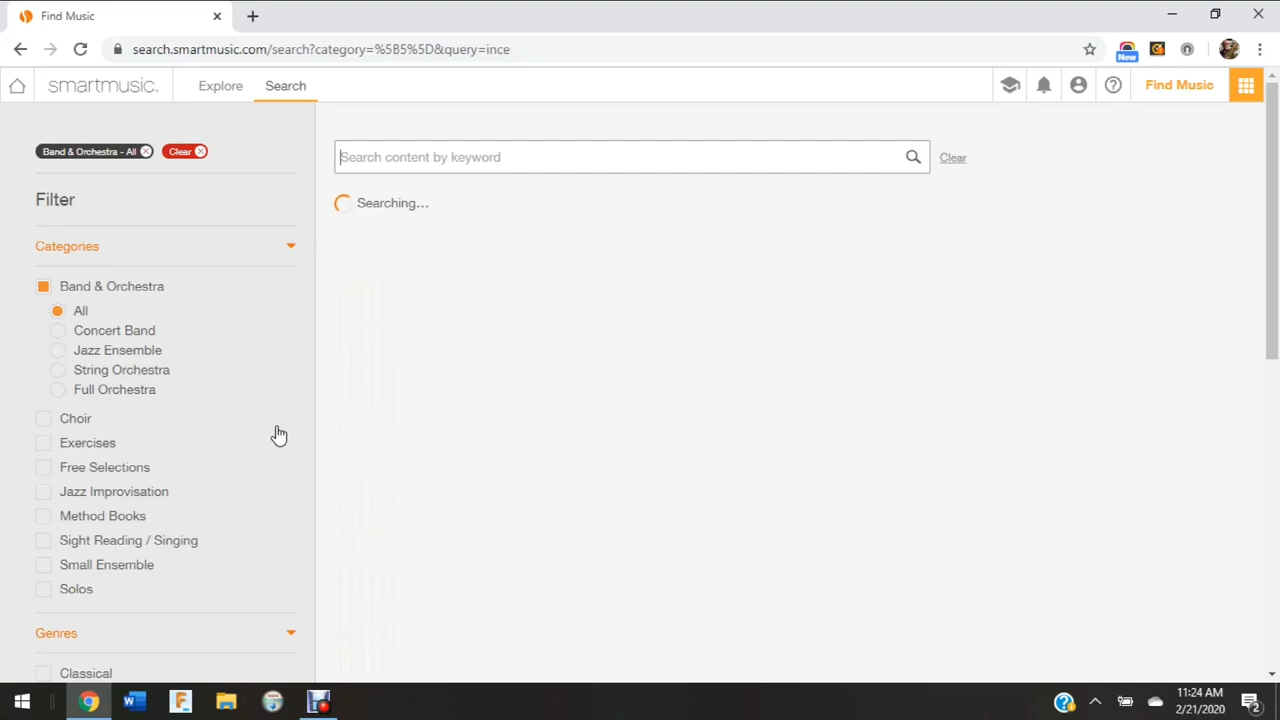 Find Music
search.smartmusic.com/search?category=%5B5%5D&query=ince
New
smartmusic.
Explore
Search
Find Music
Band & Orchestra - All
Clear
Search content by keyword
Clear
Filter
Searching...
Categories
Band & Orchestra
All
Concert Band
Jazz Ensemble
String Orchestra
Full Orchestra
Choir
Exercises
Free Selections
Jazz Improvisation
Method Books
Sight Reading / Singing
Small Ensemble
Solos
Genres
Classical
11:24 AM
2/21/2020
2